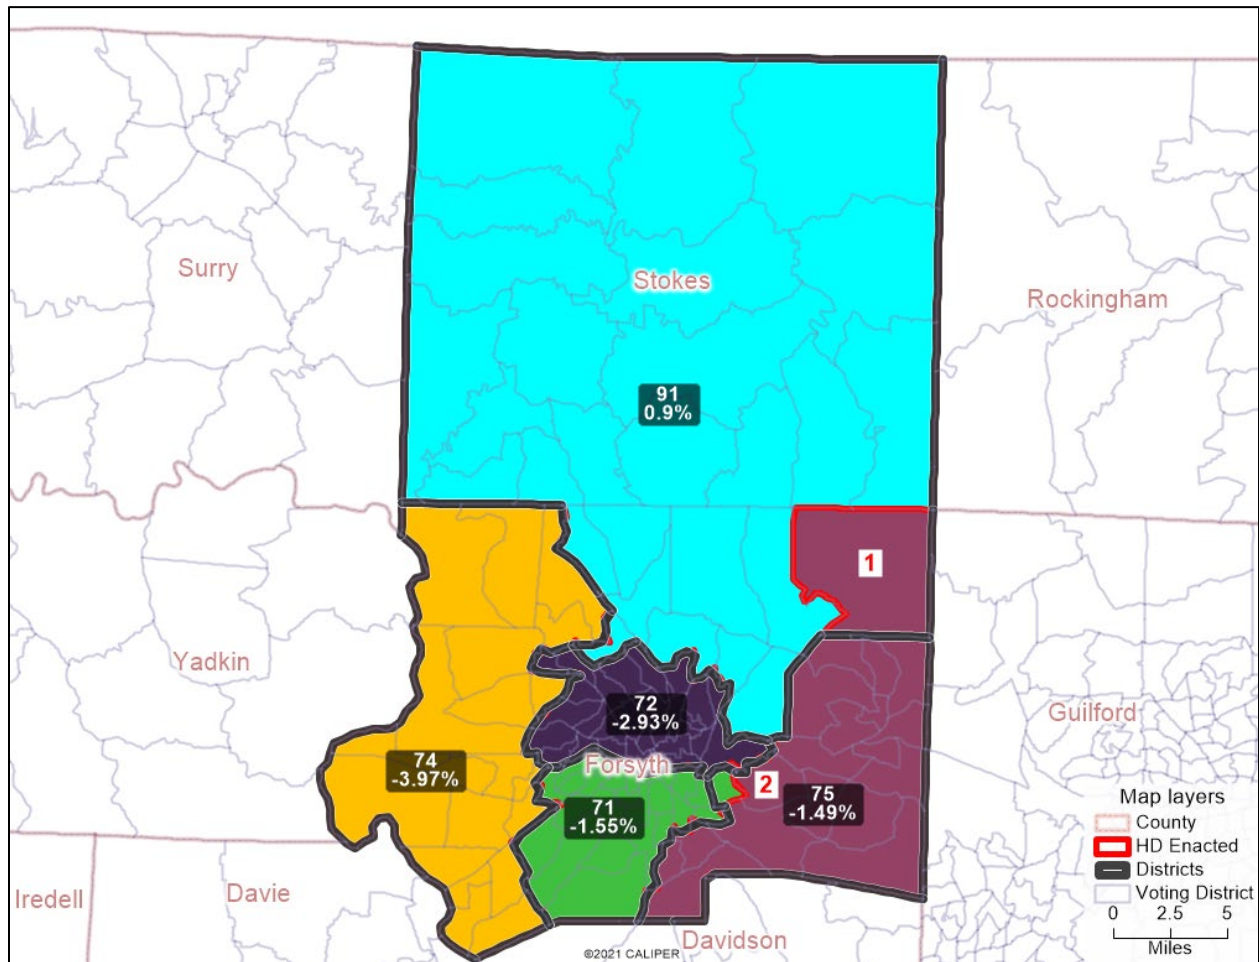 Surry
Stokes
Rockingham
91
0.9%
1
Yadkin
72
-2.93%
Guilford
74
-3.97%
Forsyth
2
71
-1.55%
75
-1.49%
Map layers
County
HD Enacted
Districts
Voting District
0 2.5 5
Miles
Iredell
Davie
Davidson
©2021 CALIPER